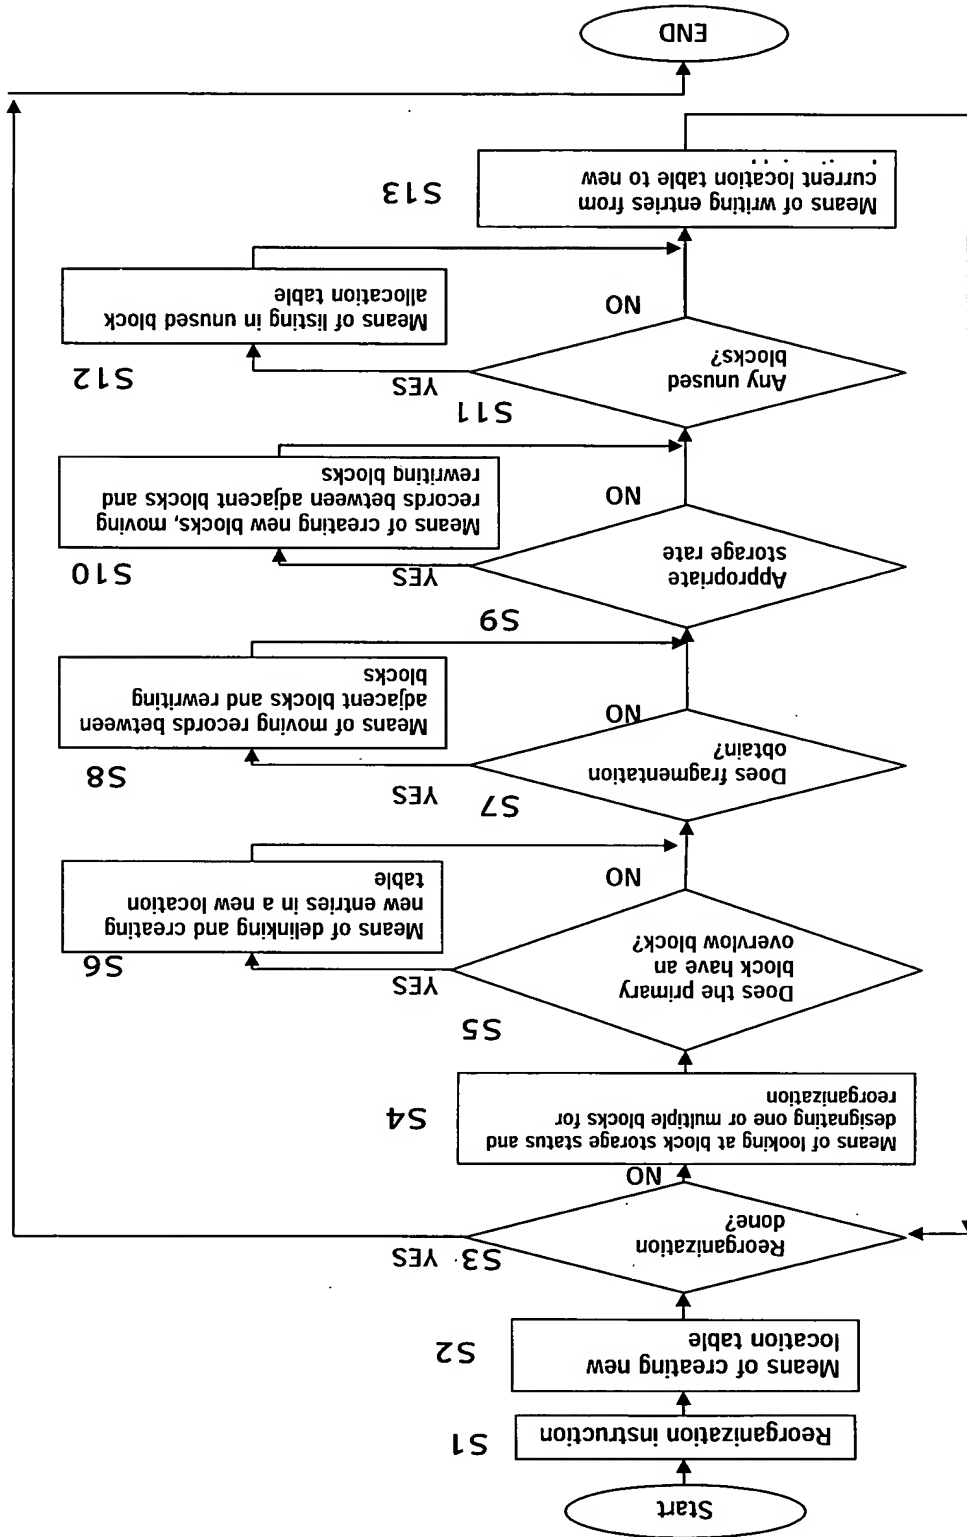 Start
S1
Reorganization instruction
S2
Means of creating new
location table
S3
Reorganization
done?
YES
NO
S4
Means of looking at block storage status and
designating one or multiple blocks for
reorganization
S5
Does the primary
block have an
overvlow block?
YES
NO
S6
Means of delinking and creating
new entries in a new location
table
S7
Does fragmentation
obtain?
YES
NO
S8
Means of moving records between
adjacent blocks and rewriting
blocks
S9
Appropriate
storage rate
YES
NO
S10
Means of creating new blocks, moving
records between adjacent blocks and
rewriting blocks
S11
Any unused
blocks?
YES
NO
S12
Means of listing in unused block
allocation table
S13
Means of writing entries from
current location table to new
END